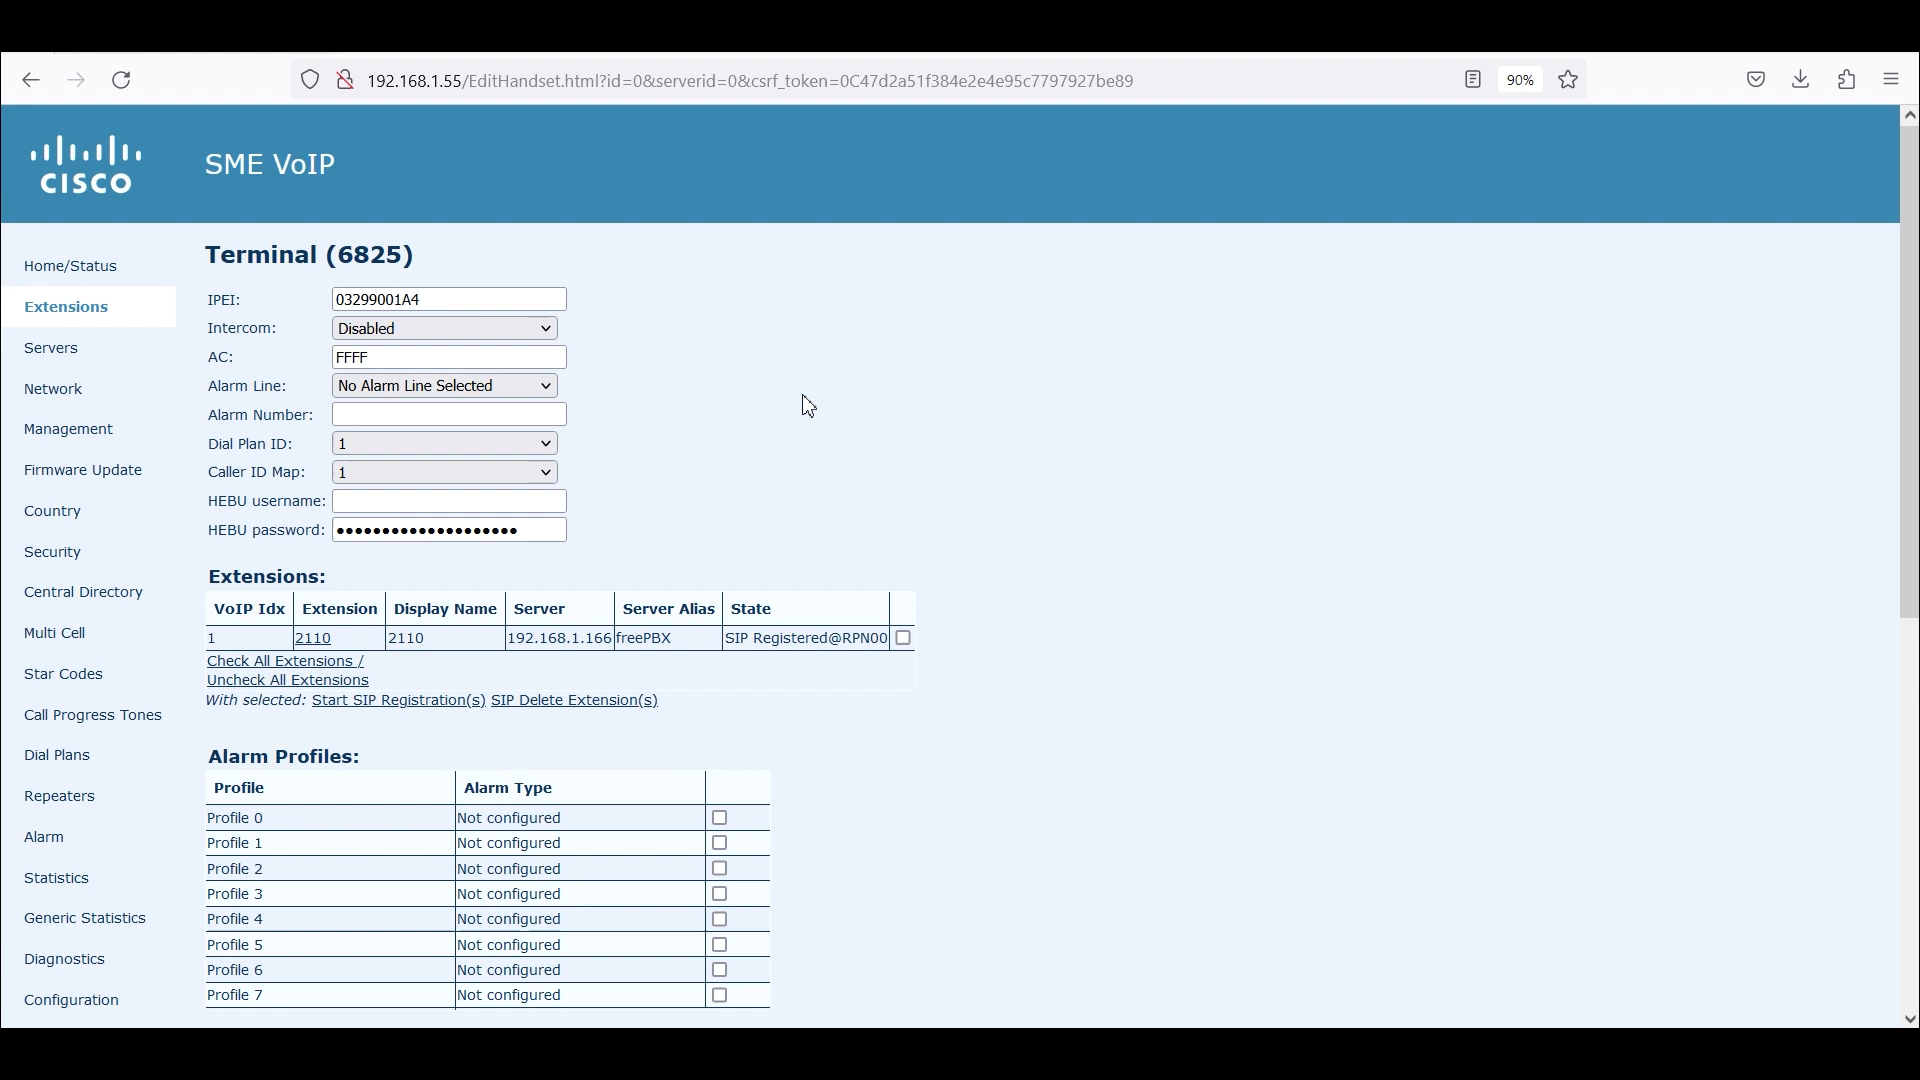 192.168.1.55/EditHandset.html?id=0&serverid=0&csrf_token=0C47d2a51f384e2e4e95c7797927be89
90%
CISCO
SME VoIP
Home/Status
Extensions
Servers
Network
Management
Firmware Update
Country
Security
Central Directory
Multi Cell
Star Codes
Call Progress Tones
Dial Plans
Repeaters
Alarm
Statistics
Generic Statistics
Diagnostics
Configuration
Terminal (6825)
IPEI: 03299001A4
Intercom: Disabled
AC: FFFF
Alarm Line: No Alarm Line Selected
Alarm Number:
Dial Plan ID: 1
Caller ID Map: 1
HEBU username:
HEBU password: ••••••••••••••••••••
Extensions:
VoIP Idx Extension Display Name Server Server Alias State
1 2110 2110 192.168.1.166 freePBX SIP Registered@RPN00
Check All Extensions /
Uncheck All Extensions
With selected: Start SIP Registration(s) SIP Delete Extension(s)
Alarm Profiles:
Profile Alarm Type
Profile 0 Not configured
Profile 1 Not configured
Profile 2 Not configured
Profile 3 Not configured
Profile 4 Not configured
Profile 5 Not configured
Profile 6 Not configured
Profile 7 Not configured